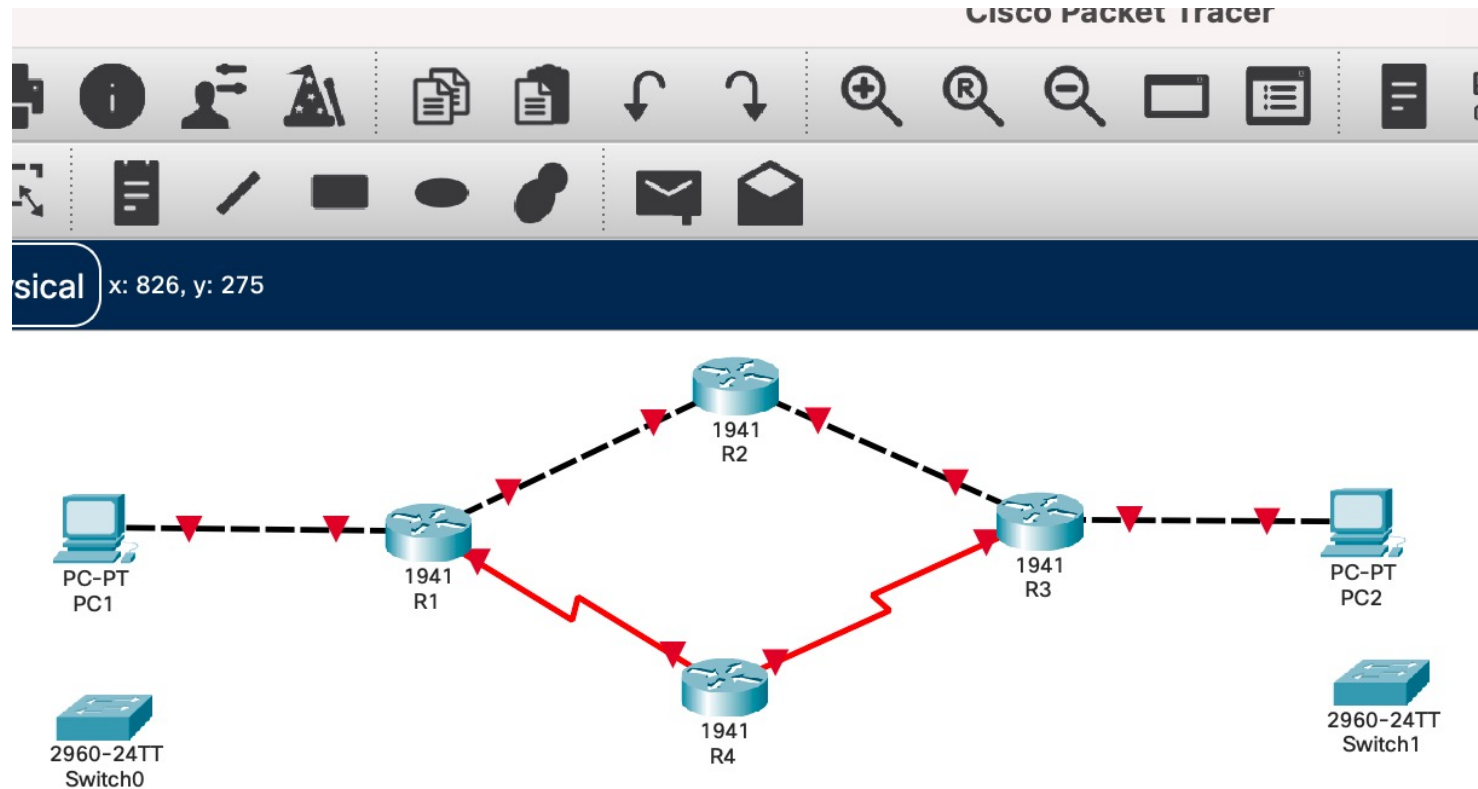 Cisco Packet Tracer
R
sical
x: 826, y: 275
1941
R2
PC-PT
PC1
1941
R1
1941
R3
PC-PT
PC2
2960-24TT
Switch0
1941
R4
2960-24TT
Switch1